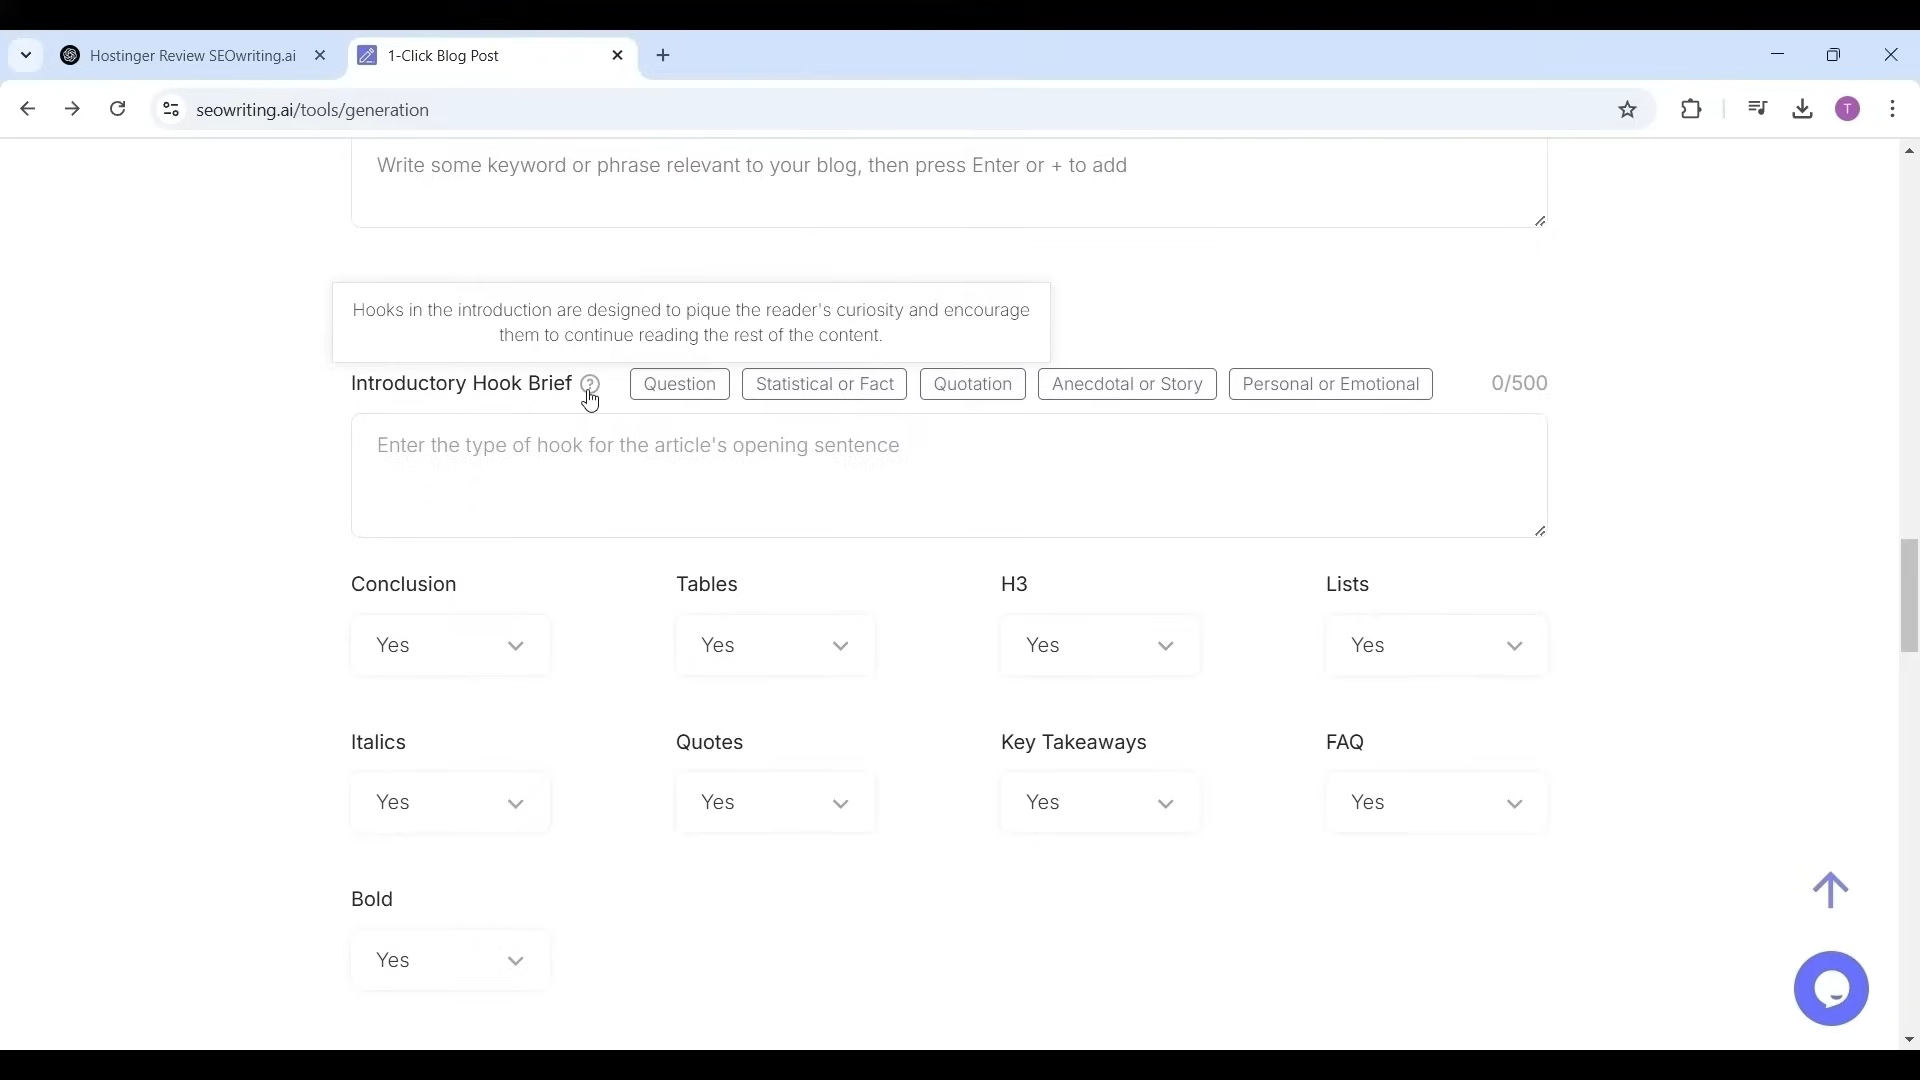 Hostinger Review SEOwriting.ai
1-Click Blog Post
seowriting.ai/tools/generation
T
Write some keyword or phrase relevant to your blog, then press Enter or + to add
Hooks in the introduction are designed to pique the reader's curiosity and encourage
them to continue reading the rest of the content.
Introductory Hook Brief ? Question Statistical or Fact Quotation Anecdotal or Story Personal or Emotional 0/500
Enter the type of hook for the article's opening sentence
Conclusion Tables H3 Lists
Yes Yes Yes Yes
Italics Quotes Key Takeaways FAQ
Yes Yes Yes Yes
Bold
Yes